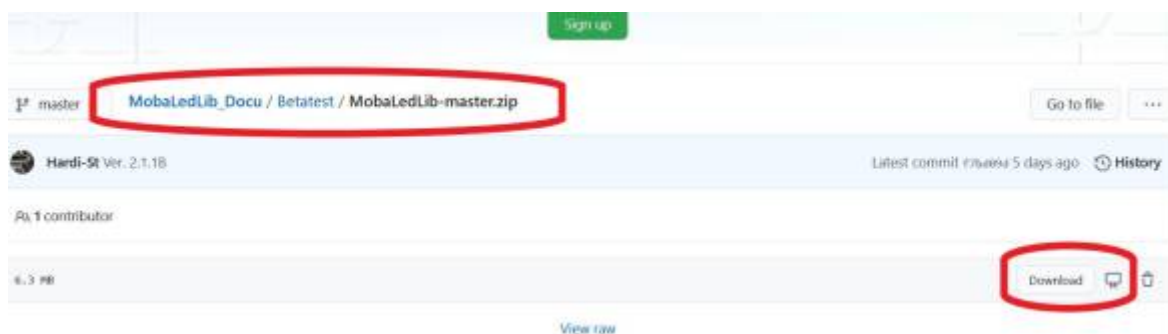 Sign up
master MobaLedLib_Docu / Betatest / MobaLedLib-master.zip Go to file ...
Hardi-St Ver. 2.1.1B Latest commit 5 days ago History
1 contributor
6.3 MB Download
View raw